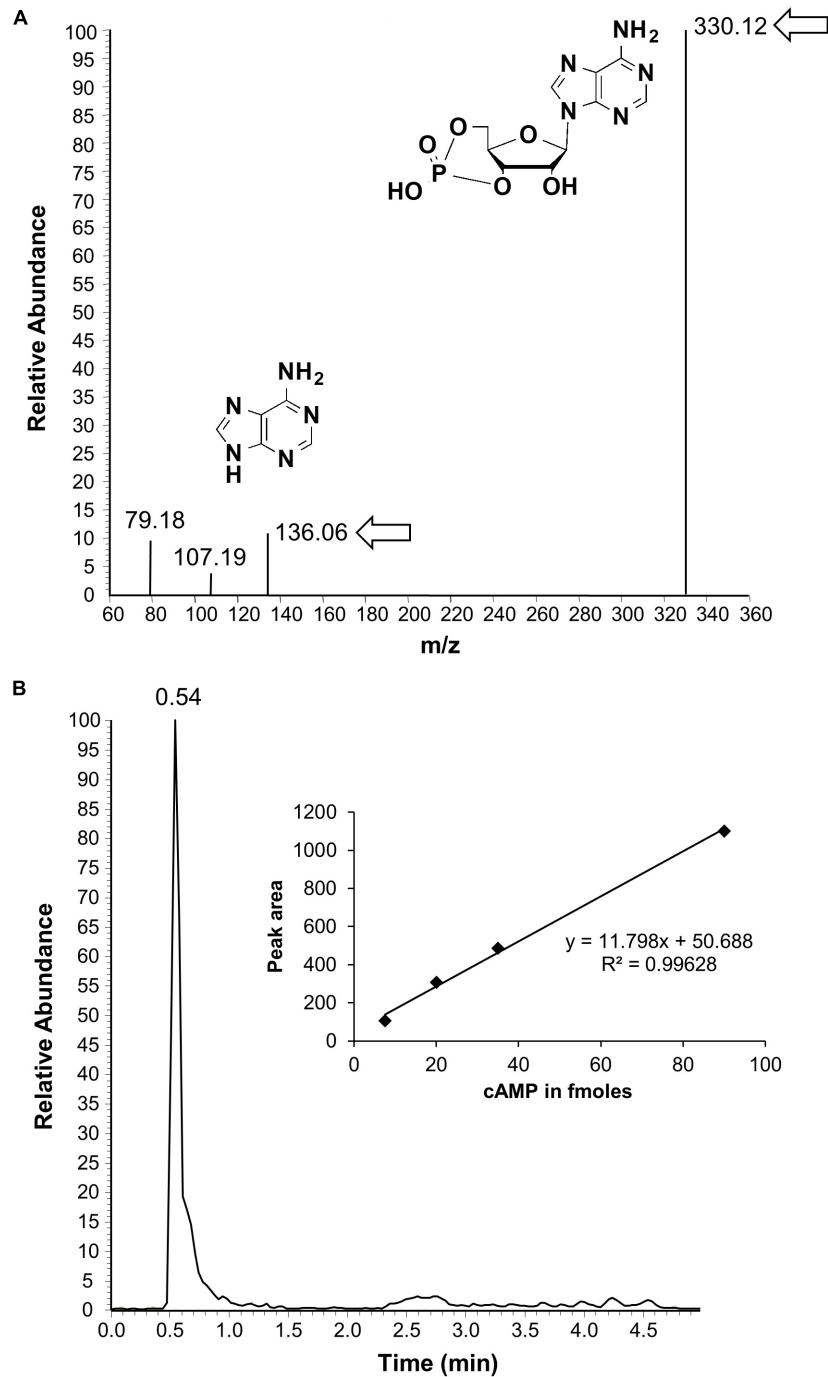 A
330.12
NH2
N
N
N
N
O
O
O
P
HO
O
OH
NH2
N
N
N
H
N
79.18
107.19
136.06
100
95
90
85
80
75
70
65
60
55
50
45
40
35
30
25
20
15
10
5
0
Relative Abundance
60 80 100 120 140 160 180 200 220 240 260 280 300 320 340 360
m/z
B
0.54
100
95
90
85
80
75
70
65
60
55
50
45
40
35
30
25
20
15
10
5
0
Relative Abundance
1200
1000
800
600
400
200
0
Peak area
y = 11.798x + 50.688
R² = 0.99628
0 20 40 60 80 100
cAMP in fmoles
0.0 0.5 1.0 1.5 2.0 2.5 3.0 3.5 4.0 4.5
Time (min)